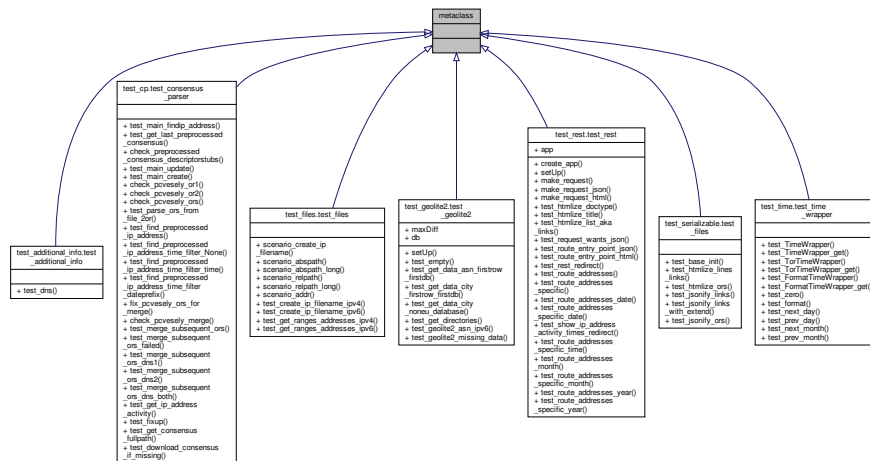 metaclass
test_additional_info.test
_additional_info
+ test_dns()
test_cp.test_consensus
_parser
+ test_main_findip_address()
+ test_get_last_preprocessed
_consensus()
+ check_preprocessed
_consensus_descriptorstubs()
+ test_main_update()
+ test_main_create()
+ check_pcvesely_or1()
+ check_pcvesely_or2()
+ check_pcvesely_ors()
+ test_parse_ors_from
_file_2or()
+ test_find_preprocessed
_ip_address()
+ test_find_preprocessed
_ip_address_time_filter_None()
+ test_find_preprocessed
_ip_address_time_filter_time()
+ test_find_preprocessed
_ip_address_time_filter
_dateprefix()
+ fix_pcvesely_ors_for
_merge()
+ check_pcvesely_merge()
+ test_merge_subsequent_ors()
+ test_merge_subsequent
_ors_failed()
+ test_merge_subsequent
_ors_dns1()
+ test_merge_subsequent
_ors_dns2()
+ test_merge_subsequent
_ors_dns_both()
+ test_get_ip_address
_activity()
+ test_fixup()
+ test_get_consensus
_fullpath()
+ test_download_consensus
_if_missing()
test_files.test_files
+ scenario_create_ip
_filename()
+ scenario_abspath()
+ scenario_abspath_long()
+ scenario_relpath()
+ scenario_relpath_long()
+ scenario_addr()
+ test_create_ip_filename_ipv4()
+ test_create_ip_filename_ipv6()
+ test_get_ranges_addresses_ipv4()
+ test_get_ranges_addresses_ipv6()
test_geolite2.test
_geolite2
+ maxDiff
+ db
+ setUp()
+ test_empty()
+ test_get_data_asn_firstrow
_firstdb()
+ test_get_data_city
_firstrow_firstdb()
+ test_get_data_city
_noneu_database()
+ test_get_directories()
+ test_geolite2_asn_ipv6()
+ test_geolite2_missing_data()
test_rest.test_rest
+ app
+ create_app()
+ setUp()
+ make_request()
+ make_request_json()
+ make_request_html()
+ test_htmlize_doctype()
+ test_htmlize_title()
+ test_htmlize_list_aka
_links()
+ test_request_wants_json()
+ test_route_entry_point_json()
+ test_route_entry_point_html()
+ test_rest_redirect()
+ test_route_addresses()
+ test_route_addresses
_specific()
+ test_route_addresses_date()
+ test_route_addresses
_specific_date()
+ test_show_ip_address
_activity_times_redirect()
+ test_route_addresses
_specific_time()
+ test_route_addresses
_month()
+ test_route_addresses
_specific_month()
+ test_route_addresses_year()
+ test_route_addresses
_specific_year()
test_serializable.test
_files
+ test_base_init()
+ test_htmlize_lines
_links()
+ test_htmlize_ors()
+ test_jsonify_links
+ test_jsonify_links
_with_extend()
+ test_jsonify_ors()
test_time.test_time
_wrapper
+ test_TimeWrapper()
+ test_TimeWrapper_get()
+ test_TorTimeWrapper()
+ test_TorTimeWrapper_get()
+ test_FormatTimeWrapper()
+ test_FormatTimeWrapper_get()
+ test_zero()
+ test_format()
+ test_next_day()
+ test_prev_day()
+ test_next_month()
+ test_prev_month()